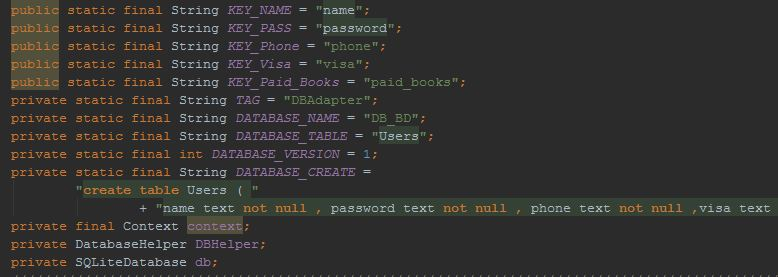 public static final String KEY_NAME = "name";
public static final String KEY_PASS = "password";
public static final String KEY_Phone = "phone";
public static final String KEY_Visa = "visa";
public static final String KEY_Paid_Books = "paid_books";
private static final String TAG = "DBAdapter";
private static final String DATABASE_NAME = "DB_BD";
private static final String DATABASE_TABLE = "Users";
private static final int DATABASE_VERSION = 1;
private static final String DATABASE_CREATE =
"create table Users ( "
+ "name text not null , password text not null , phone text not null ,visa text
private final Context context;
private DatabaseHelper DBHelper;
private SQLiteDatabase db;